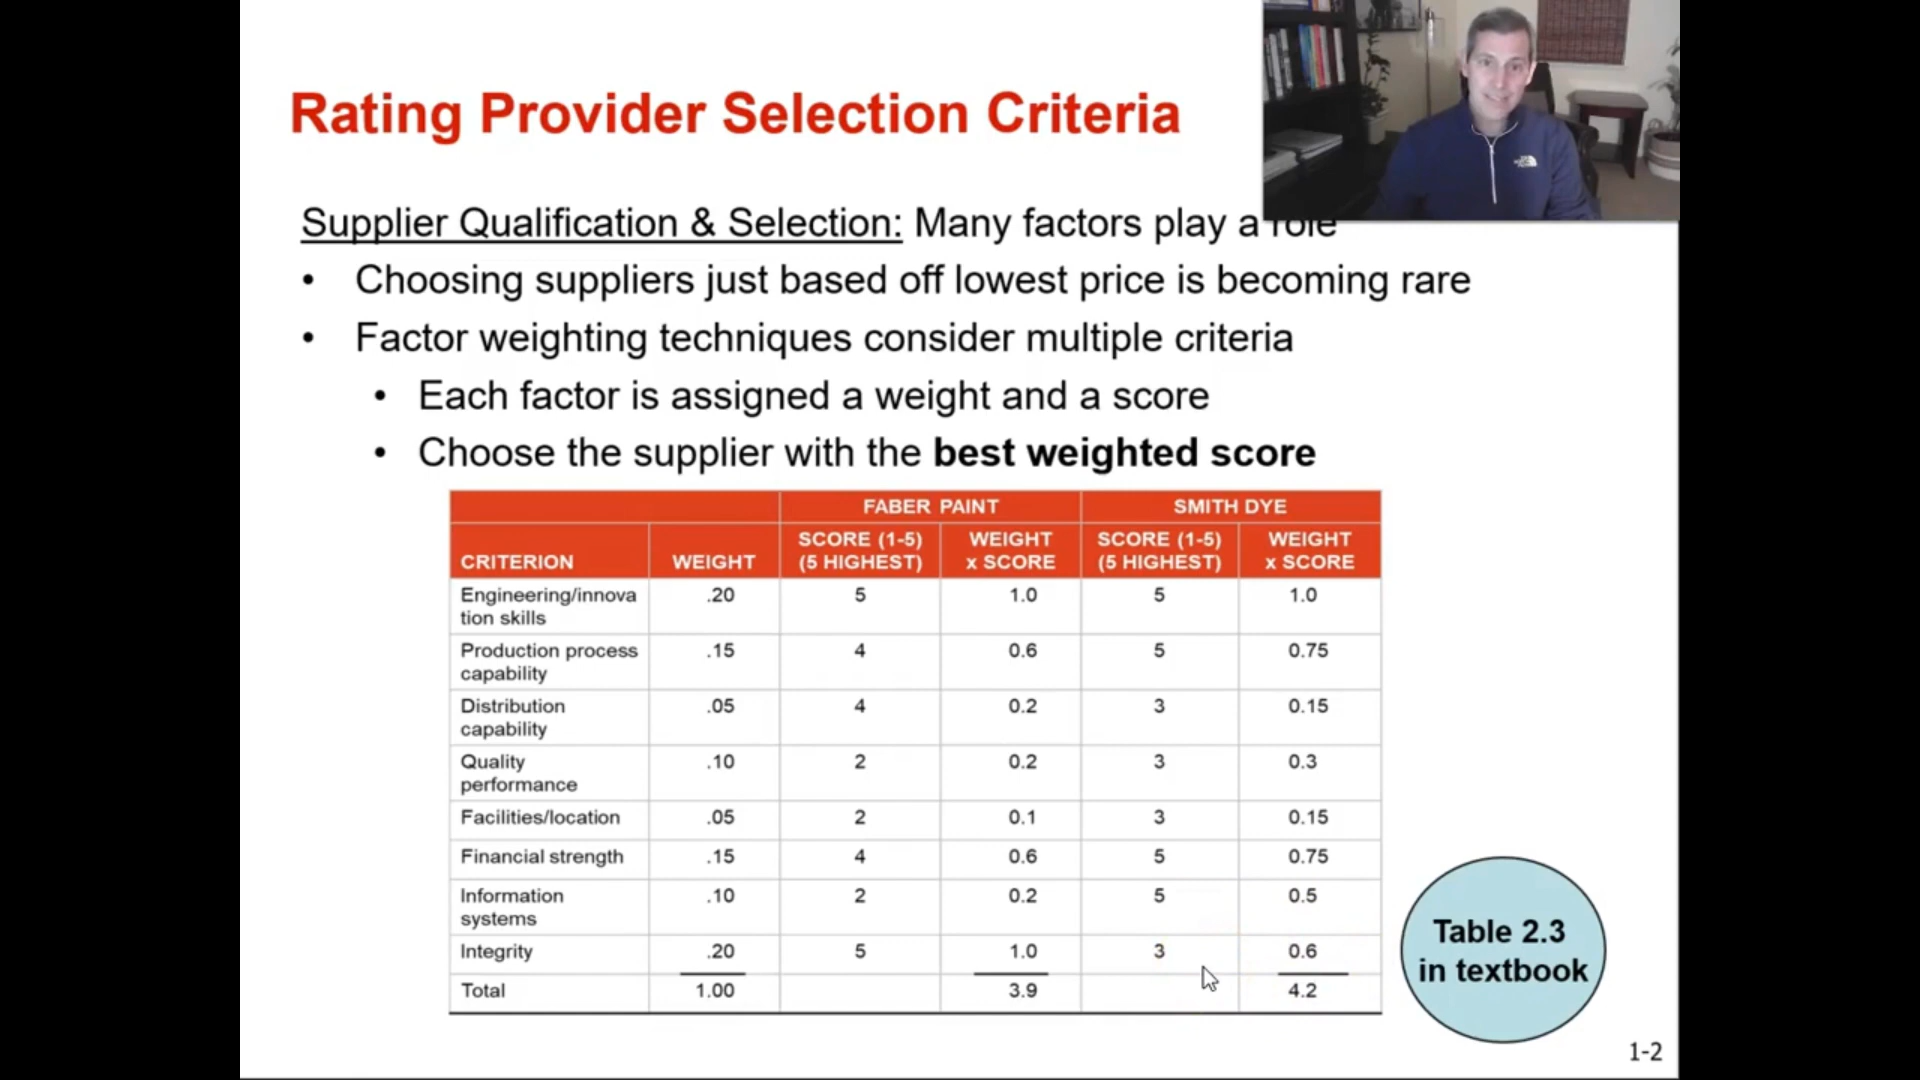 Rating Provider Selection Criteria
Supplier Qualification & Selection: Many factors play a role
• Choosing suppliers just based off lowest price is becoming rare
• Factor weighting techniques consider multiple criteria
• Each factor is assigned a weight and a score
• Choose the supplier with the best weighted score
FABER PAINT SMITH DYE
CRITERION WEIGHT SCORE (1-5) (5 HIGHEST) WEIGHT x SCORE SCORE (1-5) (5 HIGHEST) WEIGHT x SCORE
Engineering/innova
tion skills .20 5 1.0 5 1.0
Production process
capability .15 4 0.6 5 0.75
Distribution
capability .05 4 0.2 3 0.15
Quality
performance .10 2 0.2 3 0.3
Facilities/location .05 2 0.1 3 0.15
Financial strength .15 4 0.6 5 0.75
Information
systems .10 2 0.2 5 0.5
Integrity .20 5 1.0 3 0.6
Total 1.00 3.9 4.2
Table 2.3
in textbook
1-2